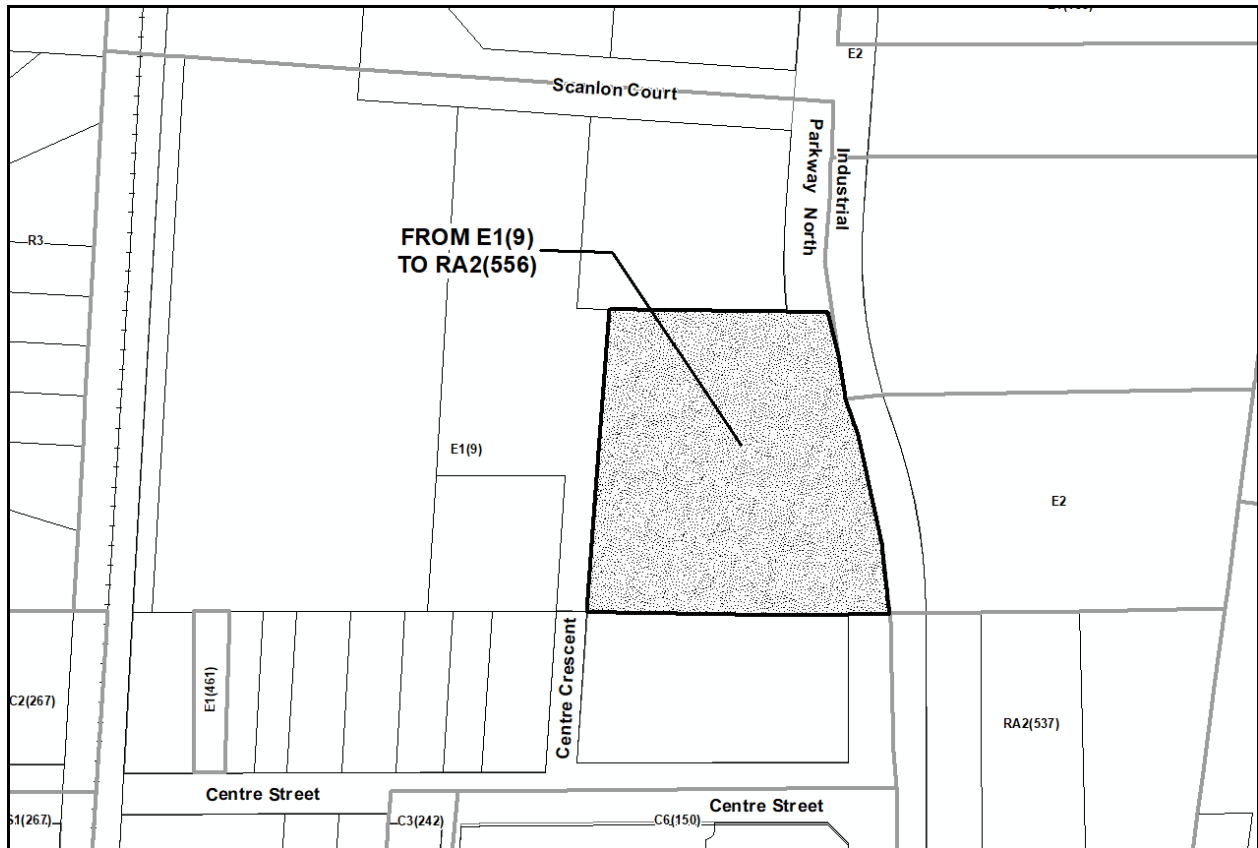 E2
Scanlon Court
Parkway North
Industrial
R3
FROM E1(9)
TO RA2(556)
E1(9)
E2
Centre Crescent
E1(461)
C2(267)
RA2(537)
Centre Street
Centre Street
C3(242)
C6(150)